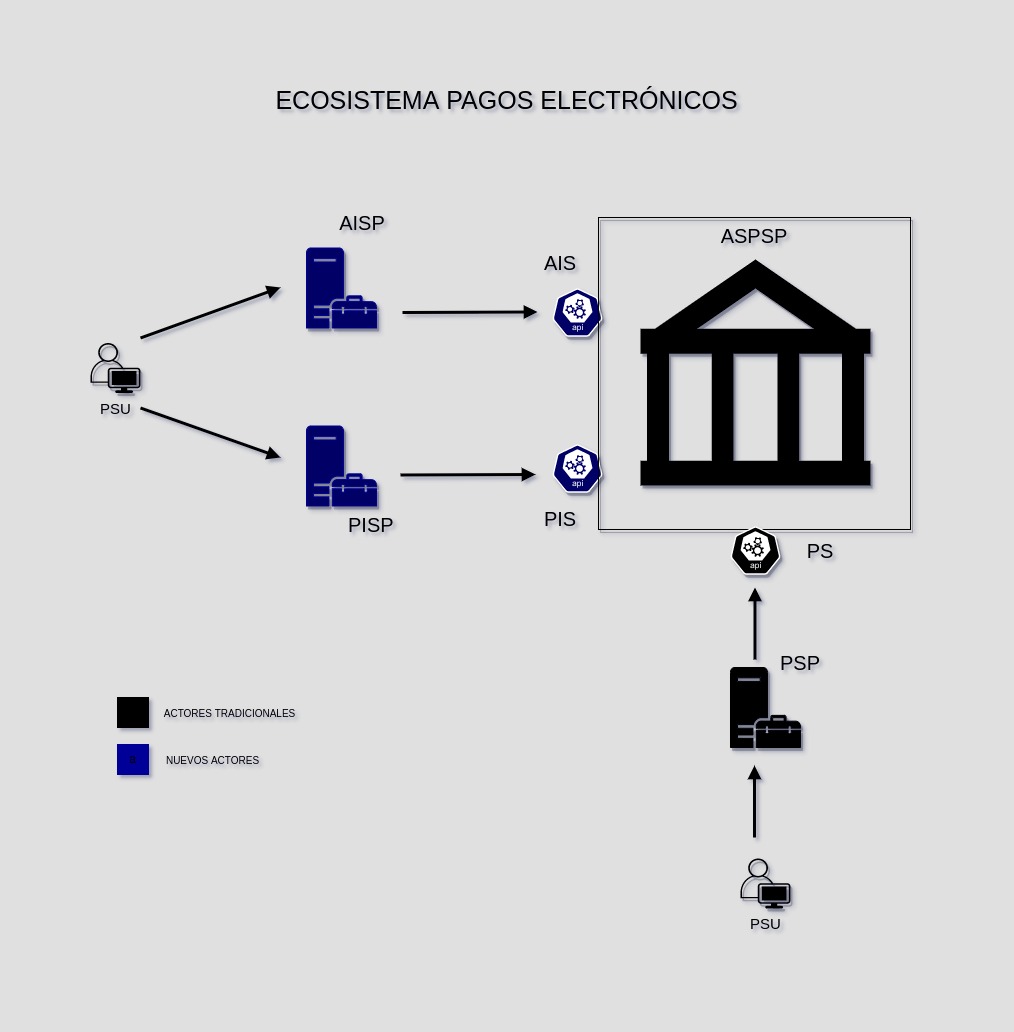 ECOSISTEMA PAGOS ELECTRÓNICOS
AISP
AIS
api
ASPSP
PSU
PISP
api
PIS
api
PS
PSP
ACTORES TRADICIONALES
NUEVOS ACTORES
PSU